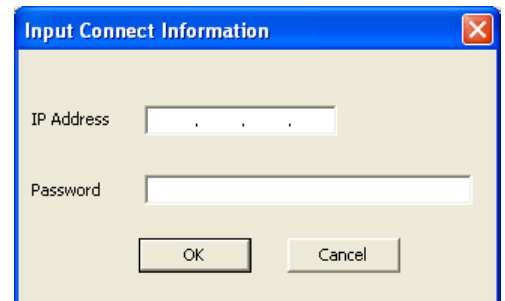 Input Connect Information
IP Address . . .
Password
OK Cancel